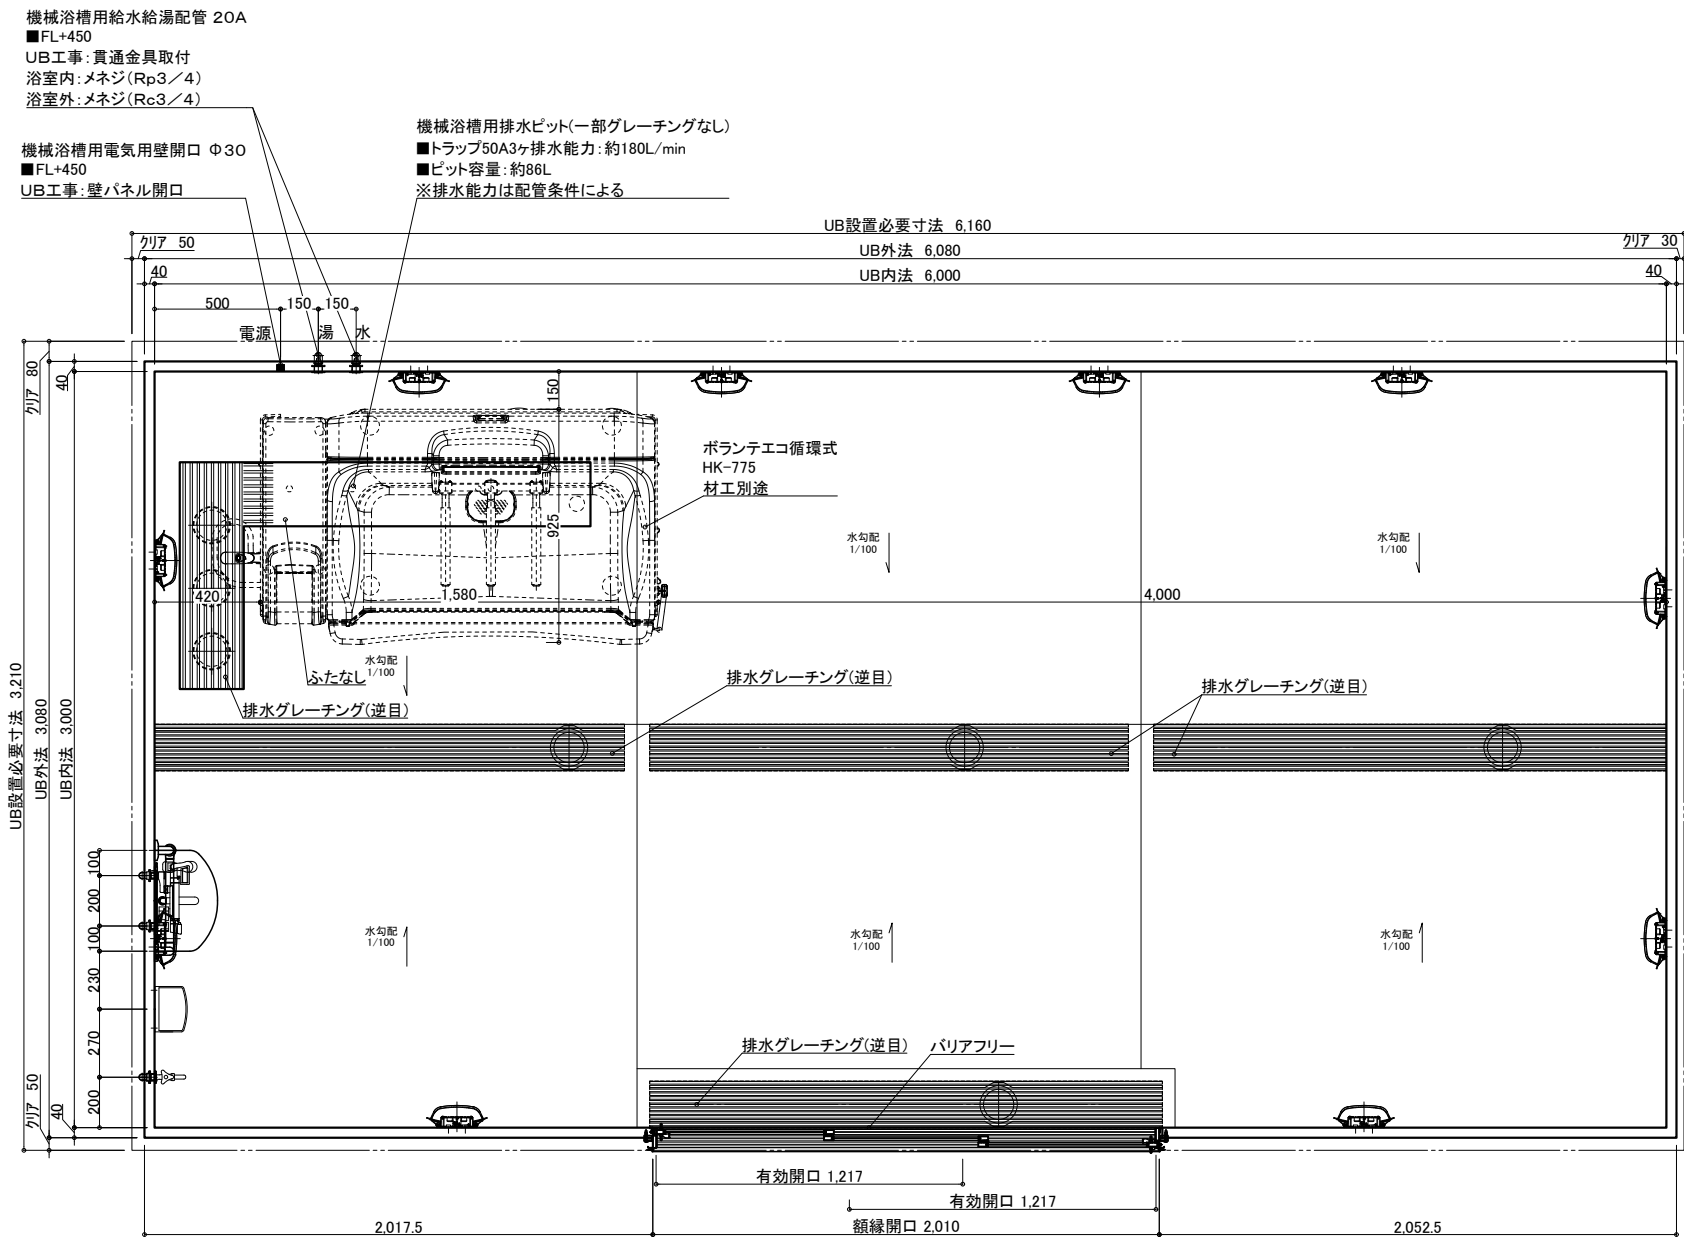 機械浴槽用給水給湯配管 20A
■FL+450
UB工事:貫通金具取付
浴室内:メネジ(Rp3/4)
浴室外:メネジ(Rc3/4)
機械浴槽用電気用壁開口 Φ30
■FL+450
UB工事:壁パネル開口
機械浴槽用排水ピット(一部グレーチングなし)
■トラップ50A3ヶ排水能力:約180L/min
■ピット容量:約86L
※排水能力は配管条件による
UB設置必要寸法 6,160
クリア 50
UB外法 6,080
クリア 30
40
UB内法 6,000
40
500
150
150
電源
湯
水
クリア 80
40
150
ボランテエコ循環式
HK-775
材工別途
925
水勾配
1/100
水勾配
1/100
420
1,580
4,000
水勾配
1/100
ふたなし
排水グレーチング(逆目)
排水グレーチング(逆目)
排水グレーチング(逆目)
UB設置必要寸法 3,210
UB外法 3,080
UB内法 3,000
100
200
100
230
270
200
水勾配
1/100
水勾配
1/100
水勾配
1/100
排水グレーチング(逆目)
バリアフリー
クリア 50
40
有効開口 1,217
有効開口 1,217
2,017.5
額縁開口 2,010
2,052.5